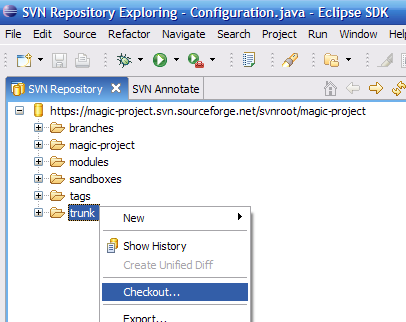 SVN Repository Exploring - Configuration.java - Eclipse SDK
File Edit Source Refactor Navigate Search Project Run Window
SVN Repository SVN Annotate
https://magic-project.svn.sourceforge.net/svnroot/magic-project
branches
magic-project
modules
sandboxes
tags
trunk
New
Show History
Create Unified Diff
Checkout...
Export...